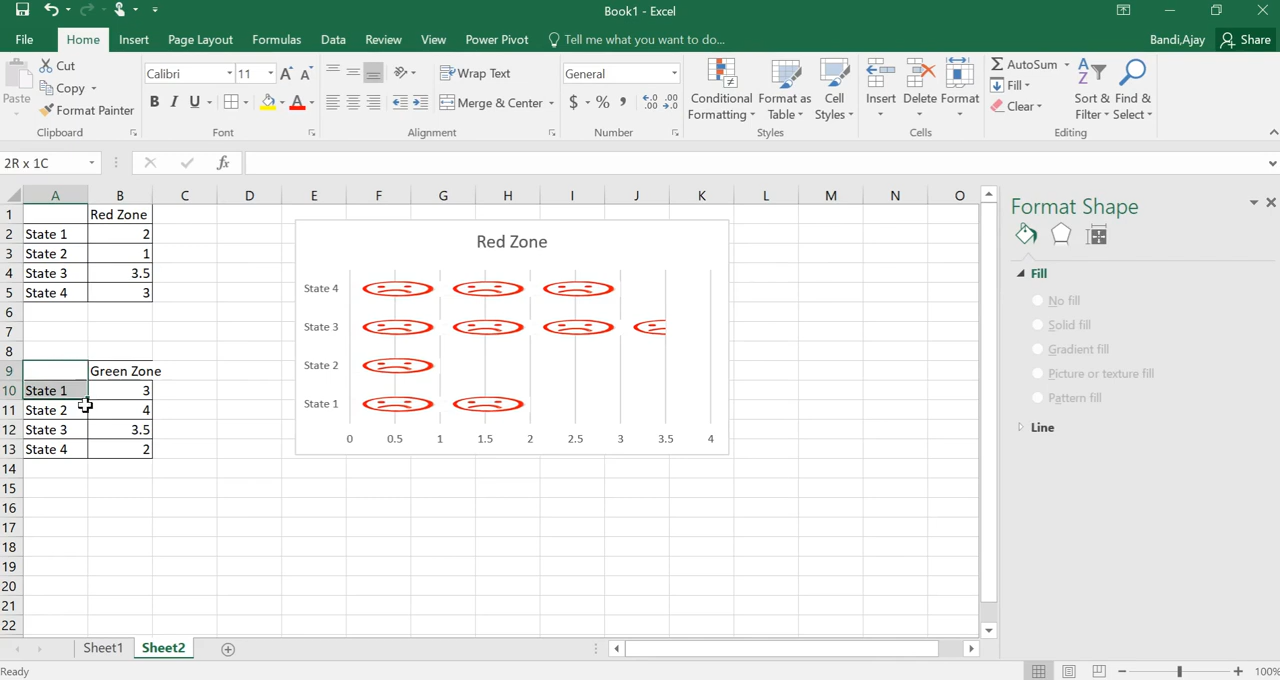 Book1 - Excel
File Home Insert Page Layout Formulas Data Review View Power Pivot Tell me what you want to do... Bandi,Ajay Share
Paste Cut Copy Format Painter Clipboard
Calibri 11 A A B I U A Font
Wrap Text Merge & Center Alignment
General $ % , Number
Conditional Formatting Format as Table Cell Styles Styles
Insert Delete Format Cells
AutoSum Fill Clear Sort & Filter Find & Select Editing
2R x 1C fx
A B C D E F G H I J K L M N O
1 Red Zone
2 State 1 2
3 State 2 1
4 State 3 3.5
5 State 4 3
6
7
8
9 Green Zone
10 State 1 3
11 State 2 4
12 State 3 3.5
13 State 4 2
14
15
16
17
18
19
20
21
22
Red Zone
State 4
State 3
State 2
State 1
0 0.5 1 1.5 2 2.5 3 3.5 4
Format Shape
Fill
No fill
Solid fill
Gradient fill
Picture or texture fill
Pattern fill
Line
Sheet1 Sheet2
Ready 100%